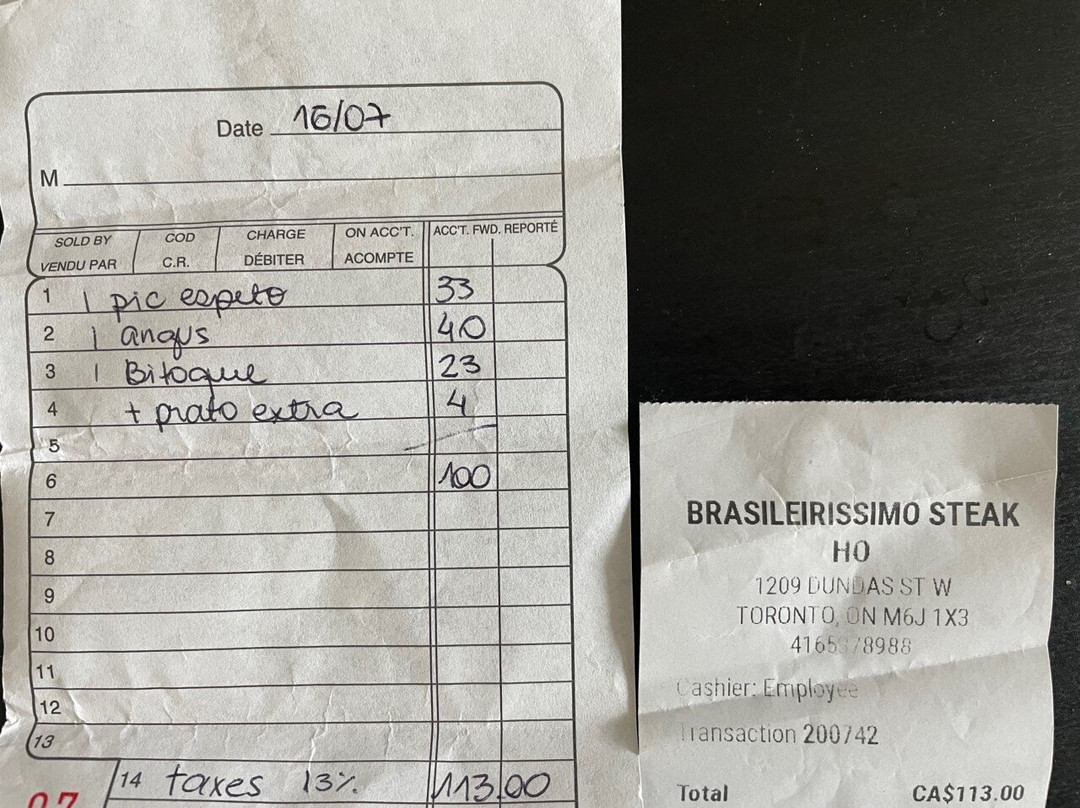 Date 16/07
M
SOLD BY COD CHARGE ON ACC'T. ACC'T. FWD. REPORTÉ
VENDU PAR C.R. DÉBITER ACOMPTE
1 1 pic espeto 33
2 1 angus 40
3 1 Bitoque 23
4 + prato extra 4
5
6 100
7
8
9
10
11
12
13
14 taxes 13% 113.00
07
BRASILEIRISSIMO STEAK
HO
1209 DUNDAS ST W
TORONTO, ON M6J 1X3
Cashier: Employee
Transaction 200742
Total CA$113.00